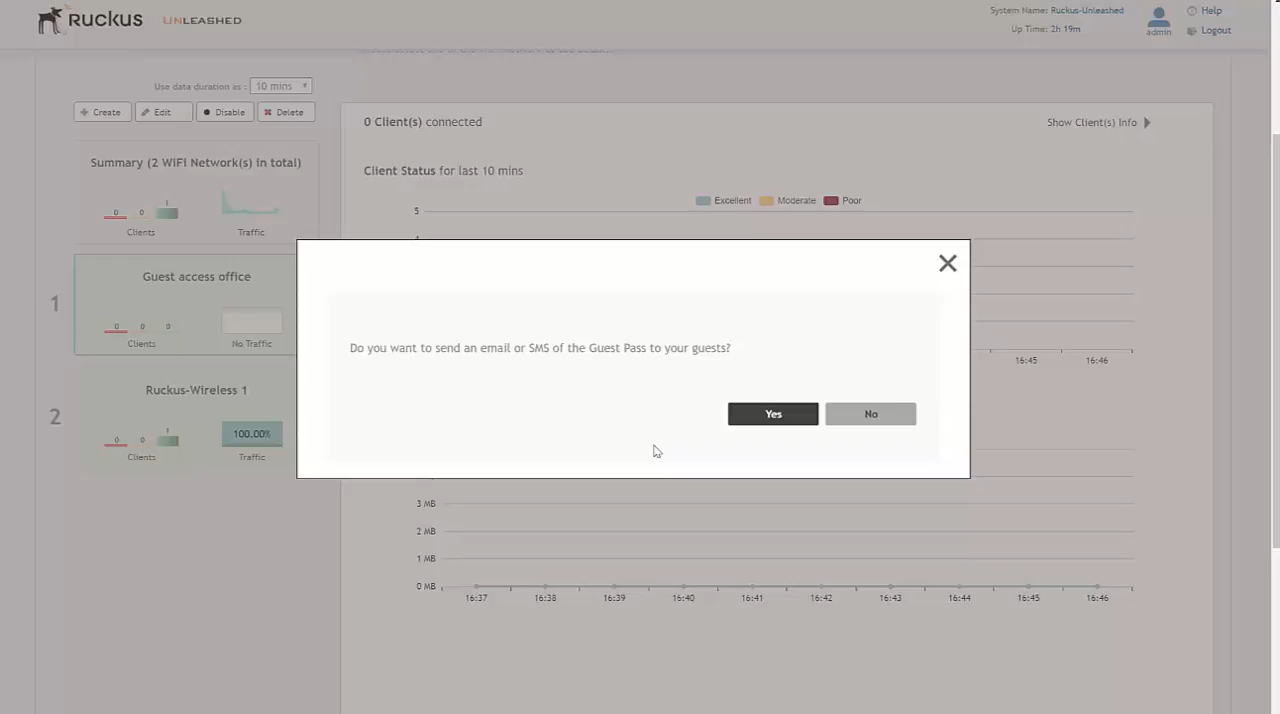 Ruckus UNLEASHED
System Name: Ruckus-Unleashed
Up Time: 2h 19m
admin
Help
Logout
Use data duration as : 10 mins
Create Edit Disable Delete
Summary (2 WiFi Network(s) in total)
0 0 1
Clients Traffic
1
Guest access office
0 0 0
Clients No Traffic
2
Ruckus-Wireless 1
0 0 1 100.00%
Clients Traffic
0 Client(s) connected
Show Client(s) Info
Client Status for last 10 mins
Excellent Moderate Poor
5
16:45 16:46
Do you want to send an email or SMS of the Guest Pass to your guests?
Yes No
3 MB
2 MB
1 MB
0 MB
16:37 16:38 16:39 16:40 16:41 16:42 16:43 16:44 16:45 16:46